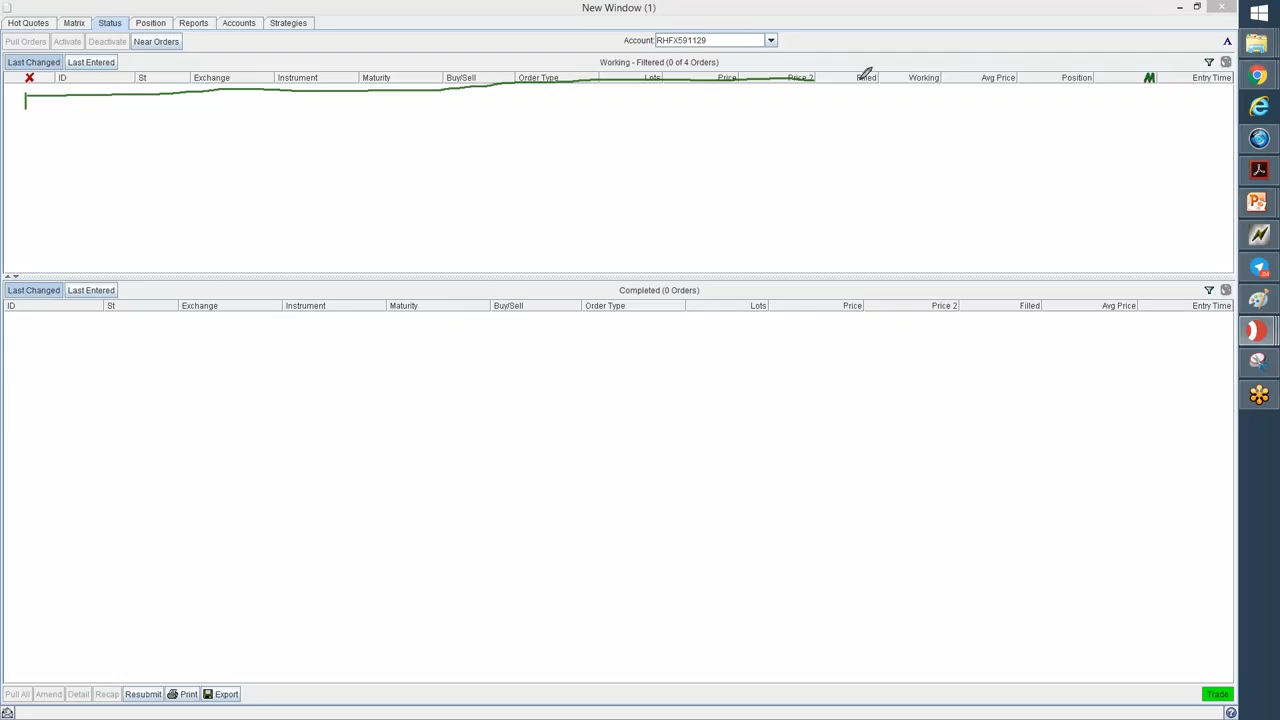 New Window (1)
Hot Quotes Matrix Status Position Reports Accounts Strategies
Pull Orders Activate Deactivate Near Orders Account: RHFX591129 A
Last Changed Last Entered Working - Filtered (0 of 4 Orders)
ID St Exchange Instrument Maturity Buy/Sell Order Type Lots Price Price 2 Filled Working Avg Price Position M Entry Time
Last Changed Last Entered Completed (0 Orders)
ID St Exchange Instrument Maturity Buy/Sell Order Type Lots Price Price 2 Filled Avg Price Entry Time
Pull All Amend Detail Recap Resubmit Print Export Trade